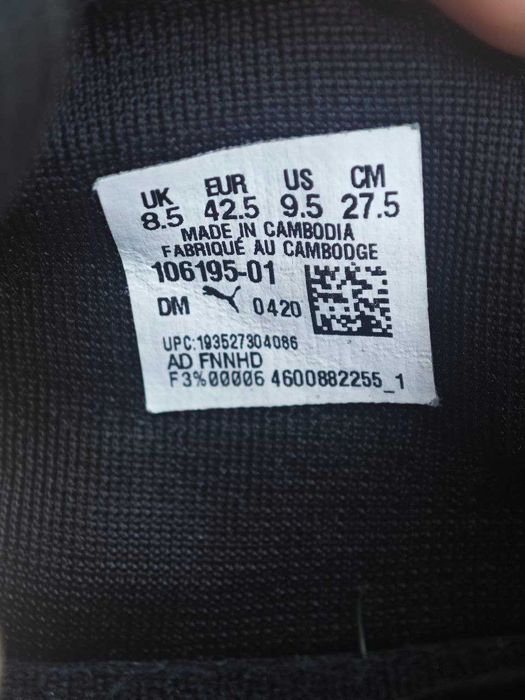 UK EUR US CM
8.5 42.5 9.5 27.5
MADE IN CAMBODIA
FABRIQUÉ AU CAMBODGE
106195-01
DM 0420
UPC:193527304086
AD FNNHD
F3%00006 4600882255_1